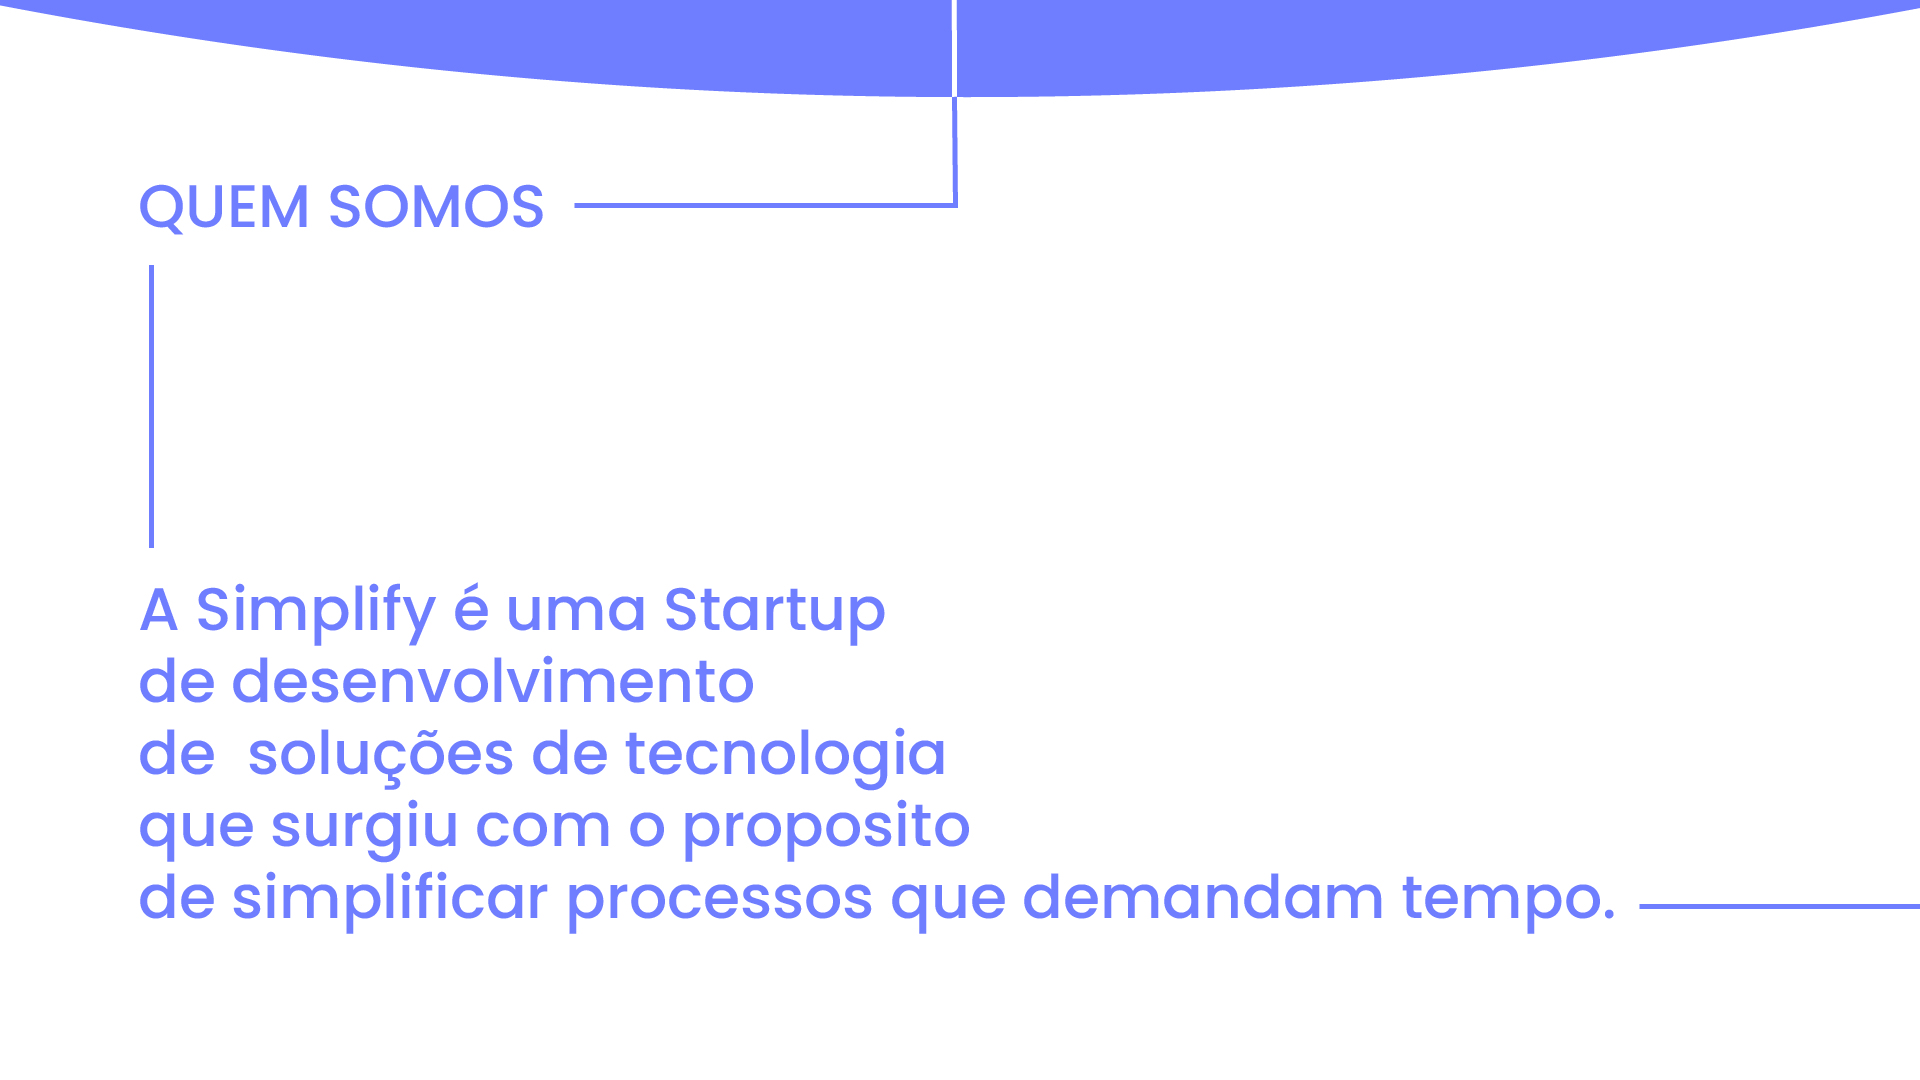 QUEM SOMOS
A Simplify é uma Startup
de desenvolvimento
de  soluções de tecnologia
que surgiu com o proposito
de simplificar processos que demandam tempo.